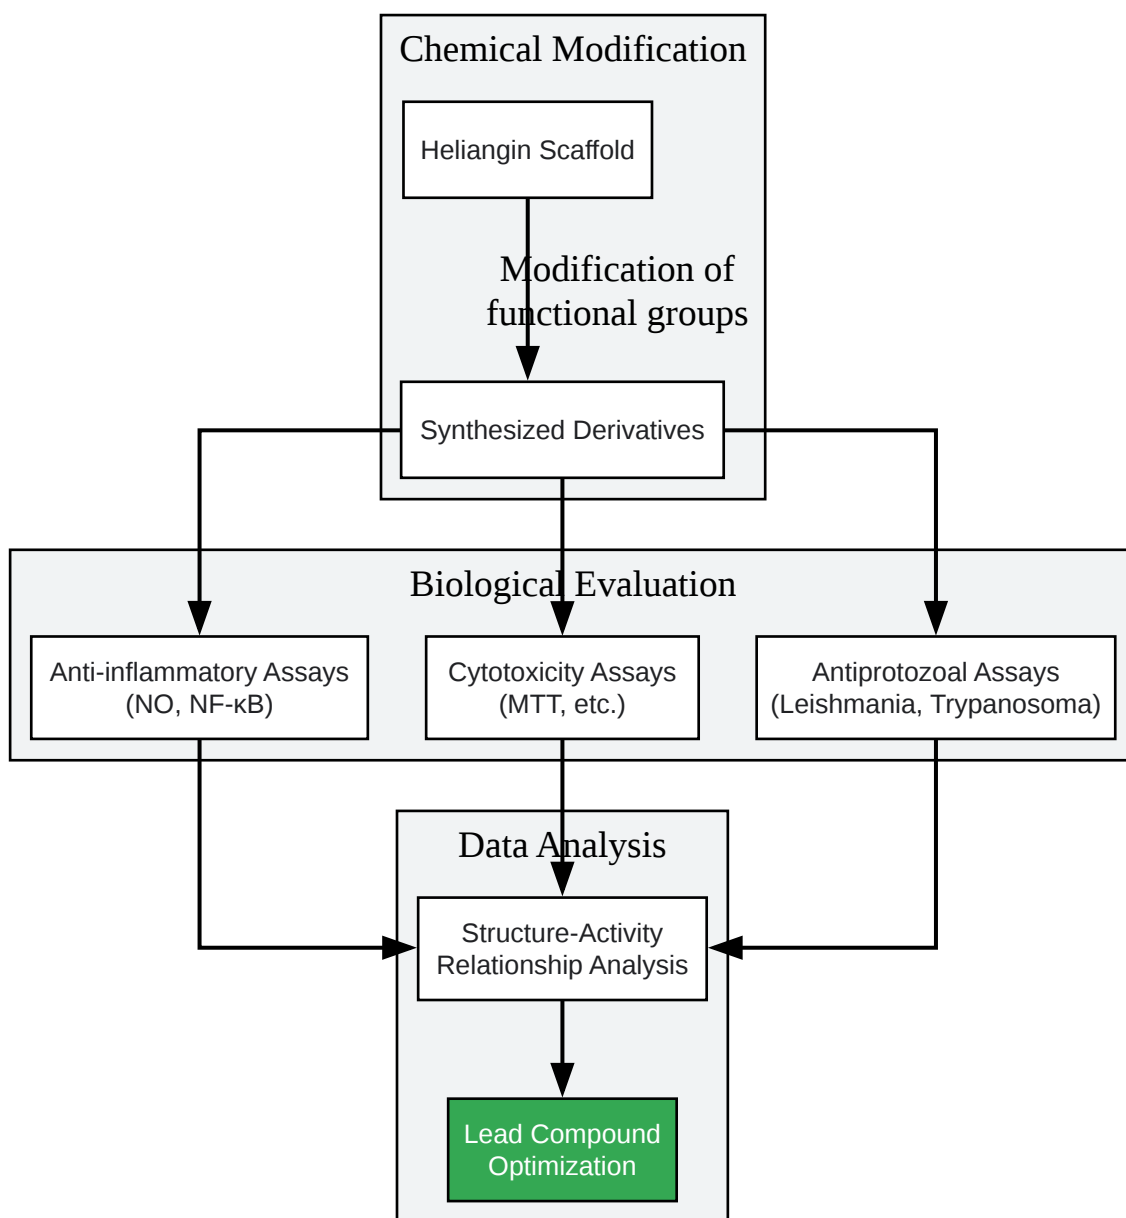 Chemical Modification
Heliangin Scaffold
Modification of
functional groups
Synthesized Derivatives
Biological Evaluation
Anti-inflammatory Assays
(NO, NF-κB)
Cytotoxicity Assays
(MTT, etc.)
Antiprotozoal Assays
(Leishmania, Trypanosoma)
Data Analysis
Structure-Activity
Relationship Analysis
Lead Compound
Optimization